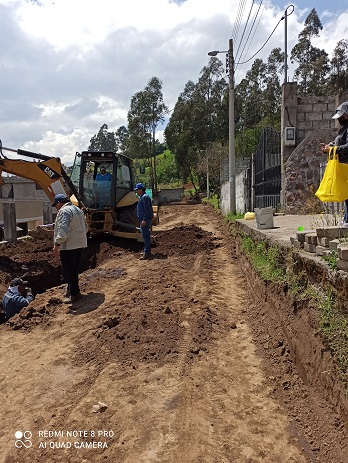 CAT
REDMI NOTE 8 PRO
AI QUAD CAMERA